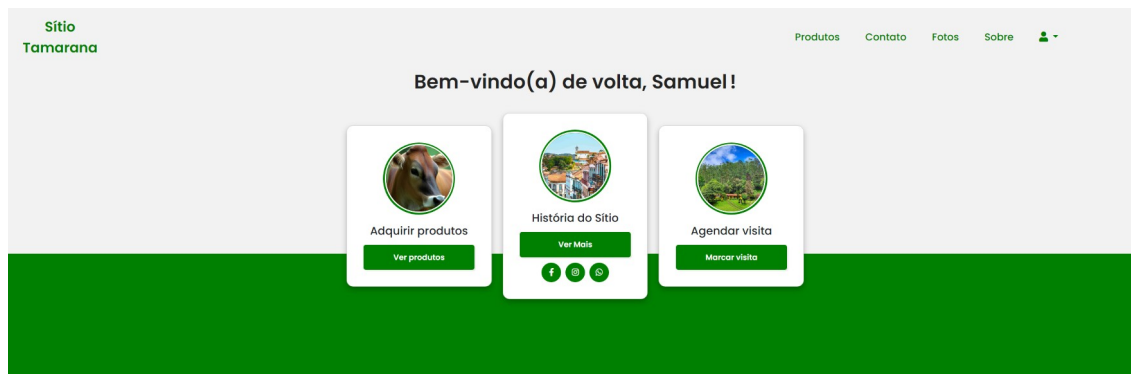 Sítio
Tamarana
Produtos Contato Fotos Sobre
Bem-vindo(a) de volta, Samuel!
Adquirir produtos
Ver produtos
História do Sítio
Ver Mais
Agendar visita
Marcar visita